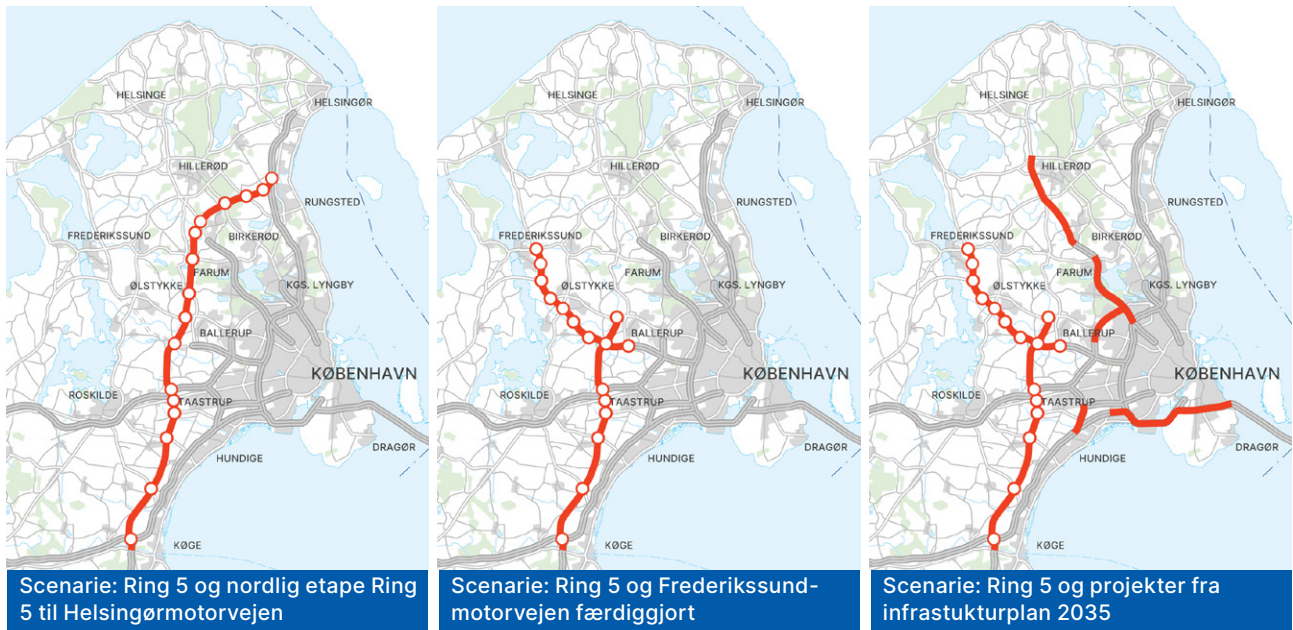 HELSINGE
HELSINGØR
HILLERØD
RUNGSTED
FREDERIKSSUND
BIRKERØD
FARUM
ØLSTYKKE
KGS. LYNGBY
BALLERUP
KØBENHAVN
ROSKILDE
TAASTRUP
DRAGØR
HUNDIGE
KØGE
Scenarie: Ring 5 og nordlig etape Ring
5 til Helsingørmotorvejen
HELSINGE
HELSINGØR
HILLERØD
RUNGSTED
FREDERIKSSUND
BIRKERØD
FARUM
ØLSTYKKE
KGS. LYNGBY
BALLERUP
KØBENHAVN
ROSKILDE
TAASTRUP
DRAGØR
HUNDIGE
KØGE
Scenarie: Ring 5 og Frederikssund-
motorvejen færdiggjort
HELSINGE
HELSINGØR
HILLERØD
RUNGSTED
FREDERIKSSUND
BIRKERØD
FARUM
ØLSTYKKE
KGS. LYNGBY
BALLERUP
KØBENHAVN
ROSKILDE
TAASTRUP
DRAGØR
HUNDIGE
KØGE
Scenarie: Ring 5 og projekter fra
infrastukturplan 2035